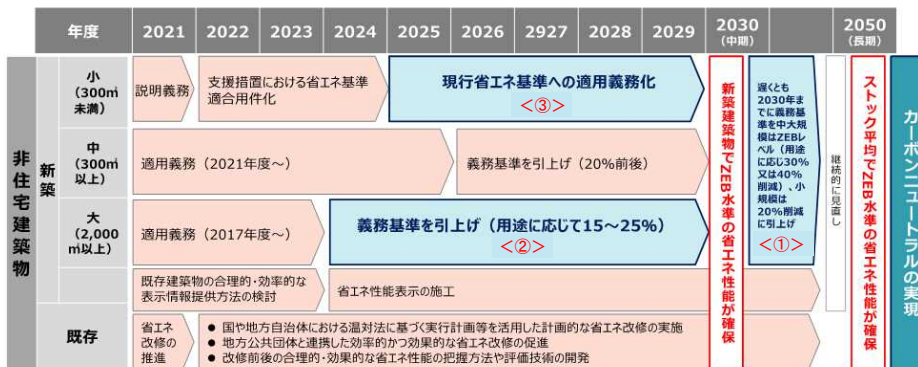 年度
2021
2022
2023
2024
2025
2026
2927
2028
2029
2030
(中期)
2050
(長期)
非住宅建築物
新築
小
(300㎡
未満)
説明義務
支援措置における省エネ基準
適合用件化
現行省エネ基準への適用義務化
<③>
中
(300㎡
以上)
適用義務(2021年度~)
義務基準を引上げ(20%前後)
大
(2,000
㎡以上)
適用義務(2017年度~)
義務基準を引上げ(用途に応じて15~25%)
<②>
既存建築物の合理的・効率的な
表示情報提供方法の検討
省エネ性能表示の施工
既存
省エネ
改修の
推進
● 国や地方自治体における温対法に基づく実行計画等を活用した計画的な省エネ改修の実施
● 地方公共団体と連携した効率的かつ効果的な省エネ改修の促進
● 改修前後の合理的・効果的な省エネ性能の把握方法や評価技術の開発
新築建築物でZEB水準の省エネ性能が確保
遅くとも
2030年ま
でに義務基
準を中大規
模はZEBレ
ベル(用途
に応じ30%
又は40%
削減)、小
規模は
20%削減
に引上げ
<①>
継続的に見直し
ストック平均でZEB水準の省エネ性能が確保
カーボンニュートラルの実現